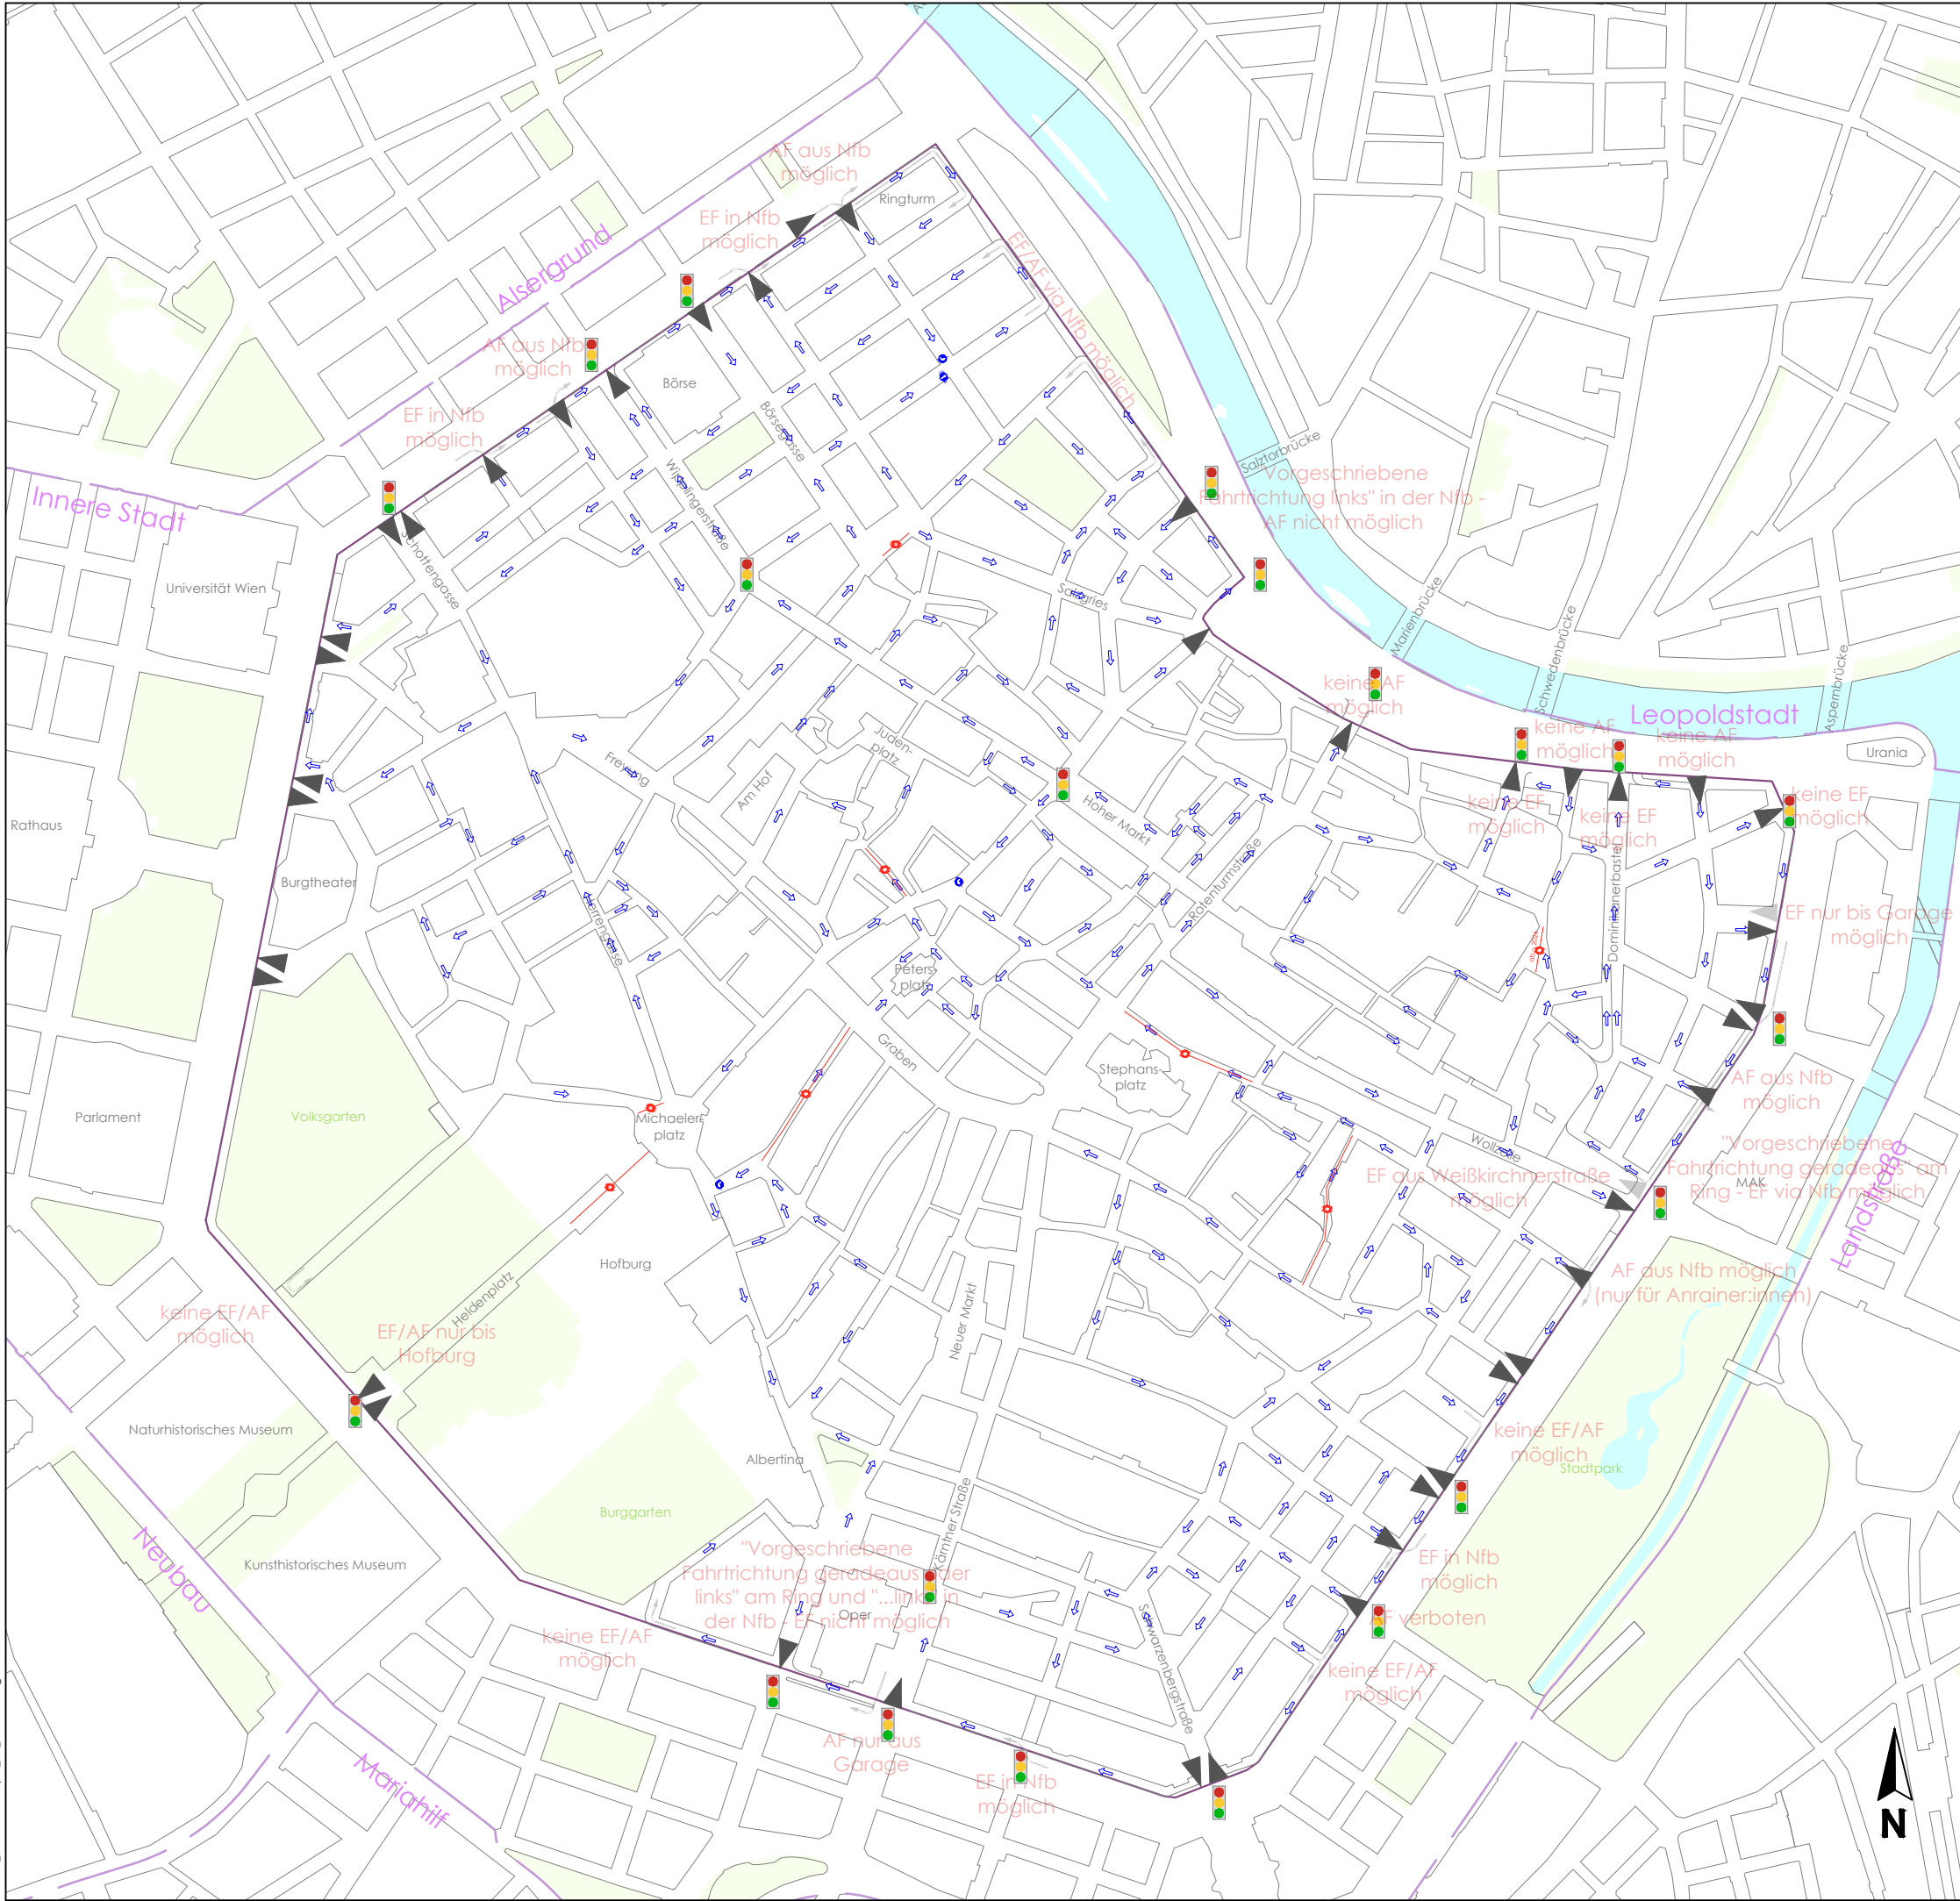 AF aus Nfb
möglich
Ringturm
EF in Nfb
möglich
Alsergrund
EF/AF via Nfb möglich
AF aus Nfb
möglich
Börse
EF in Nfb
möglich
Börsegasse
Wipplingerstraße
Salztorbrücke
"Vorgeschriebene
Fahrtrichtung links" in der Nfb -
AF nicht möglich
Innere Stadt
Schottengasse
Universität Wien
Salzgries
Marienbrücke
Schwedenbrücke
Aspernbrücke
keine AF
möglich
Leopoldstadt
keine AF
möglich
keine AF
möglich
Urania
Juden-
platz
Freyung
Am Hof
Hoher Markt
keine EF
möglich
keine EF
möglich
keine EF
möglich
Rathaus
Burgtheater
Herrengasse
Rotenturmstraße
Dominikanerbastei
EF nur bis Garage
möglich
Peters-
platz
Graben
Stephans-
platz
AF aus Nfb
möglich
Parlament
Volksgarten
Michaeler-
platz
Wollzeile
"Vorgeschriebene
Fahrtrichtung geradeaus" am
Ring - EF via Nfb möglich
MAK
EF aus Weißkirchnerstraße
möglich
Landstraße
Hofburg
Heldenplatz
Neuer Markt
AF aus Nfb möglich
(nur für Anrainer:innen)
keine EF/AF
möglich
EF/AF nur bis
Hofburg
Naturhistorisches Museum
Albertina
keine EF/AF
möglich
Stadtpark
Burggarten
Kärntner Straße
Neubau
Kunsthistorisches Museum
"Vorgeschriebene
Fahrtrichtung geradeaus oder
links" am Ring und "...links" in
der Nfb - EF nicht möglich
Oper
EF in Nfb
möglich
AF verboten
Schwarzenbergstraße
keine EF/AF
möglich
keine EF/AF
möglich
AF nur aus
Garage
EF in Nfb
möglich
Mariahilf
N